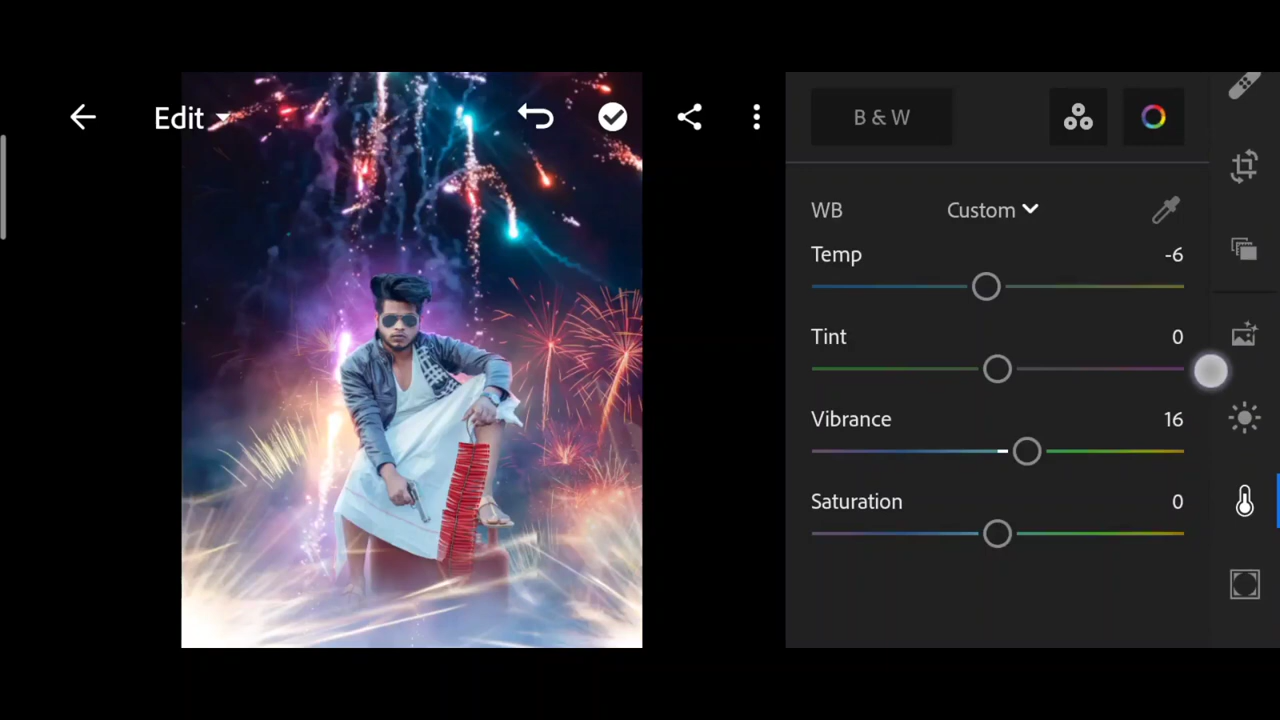 Edit
B & W
WB Custom
Temp -6
Tint 0
Vibrance 16
Saturation 0